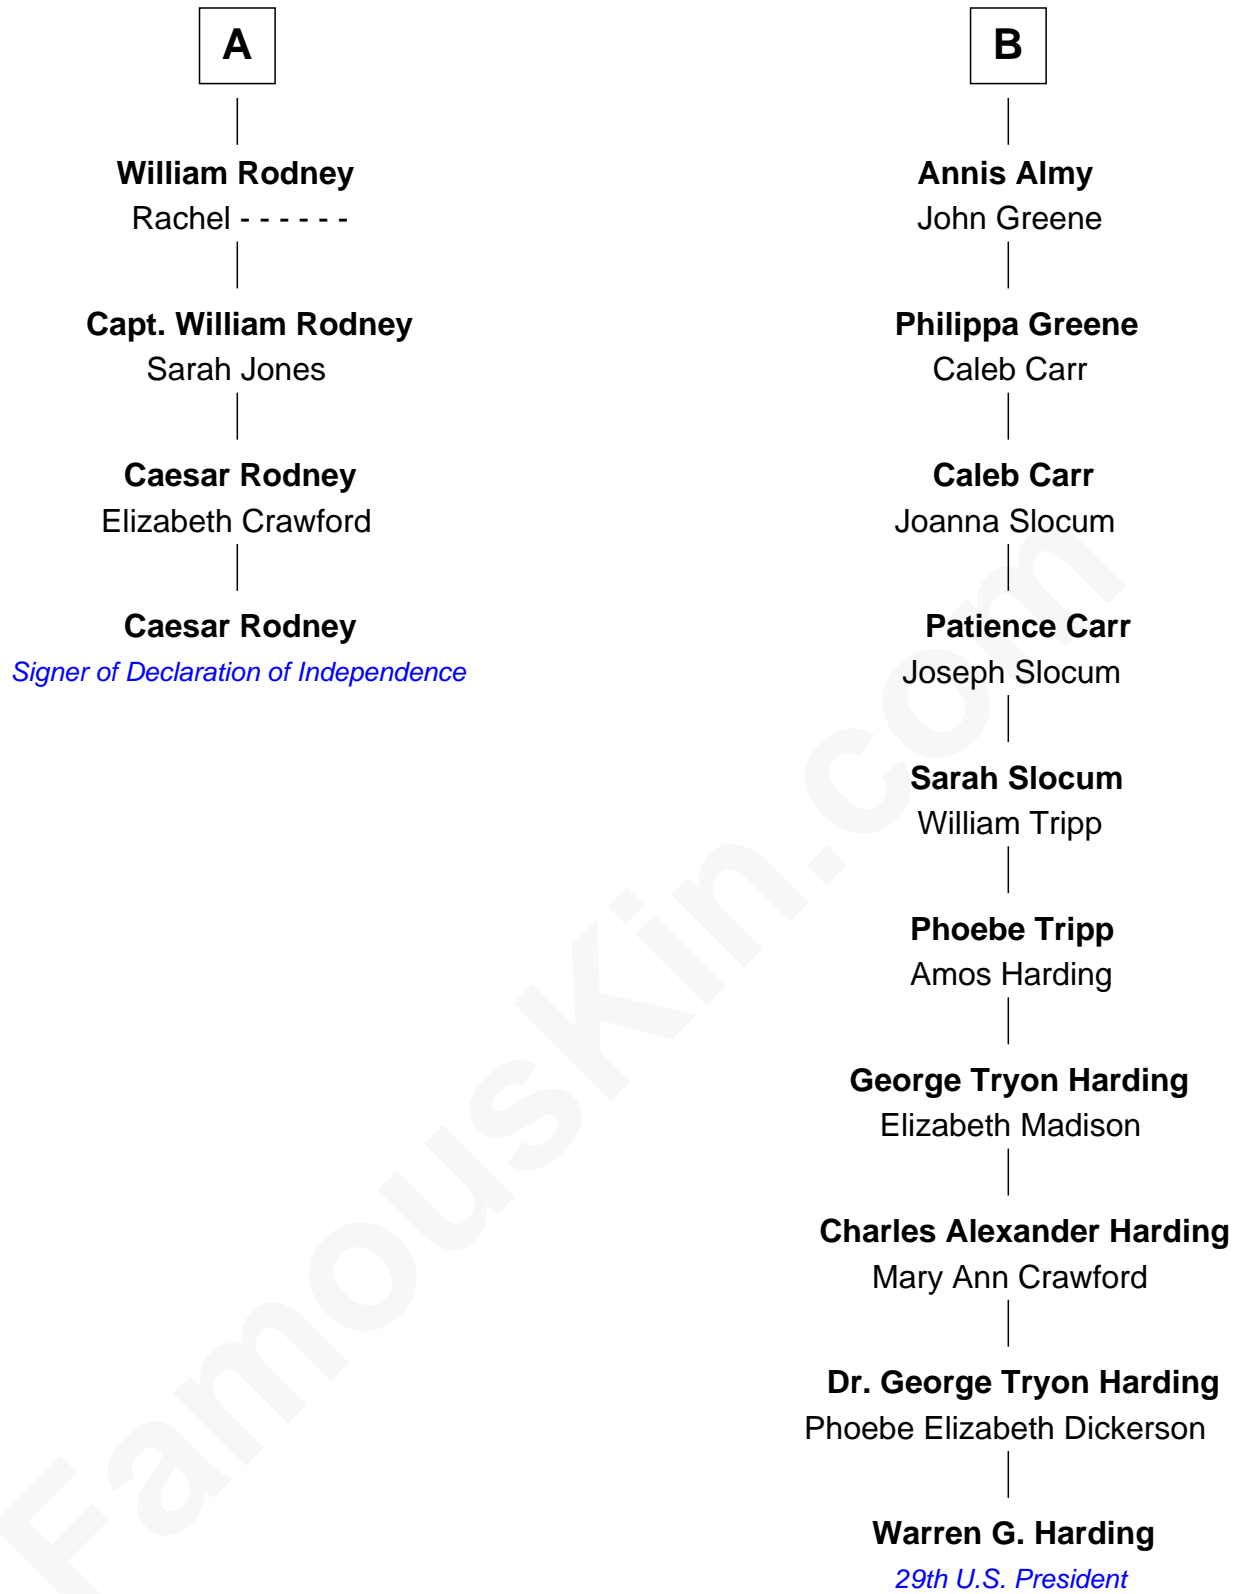 A
William Rodney
Rachel - - - - - -
Capt. William Rodney
Sarah Jones
Caesar Rodney
Elizabeth Crawford
Caesar Rodney
Signer of Declaration of Independence
B
Annis Almy
John Greene
Philippa Greene
Caleb Carr
Caleb Carr
Joanna Slocum
Patience Carr
Joseph Slocum
Sarah Slocum
William Tripp
Phoebe Tripp
Amos Harding
George Tryon Harding
Elizabeth Madison
Charles Alexander Harding
Mary Ann Crawford
Dr. George Tryon Harding
Phoebe Elizabeth Dickerson
Warren G. Harding
29th U.S. President
FamousKin.com